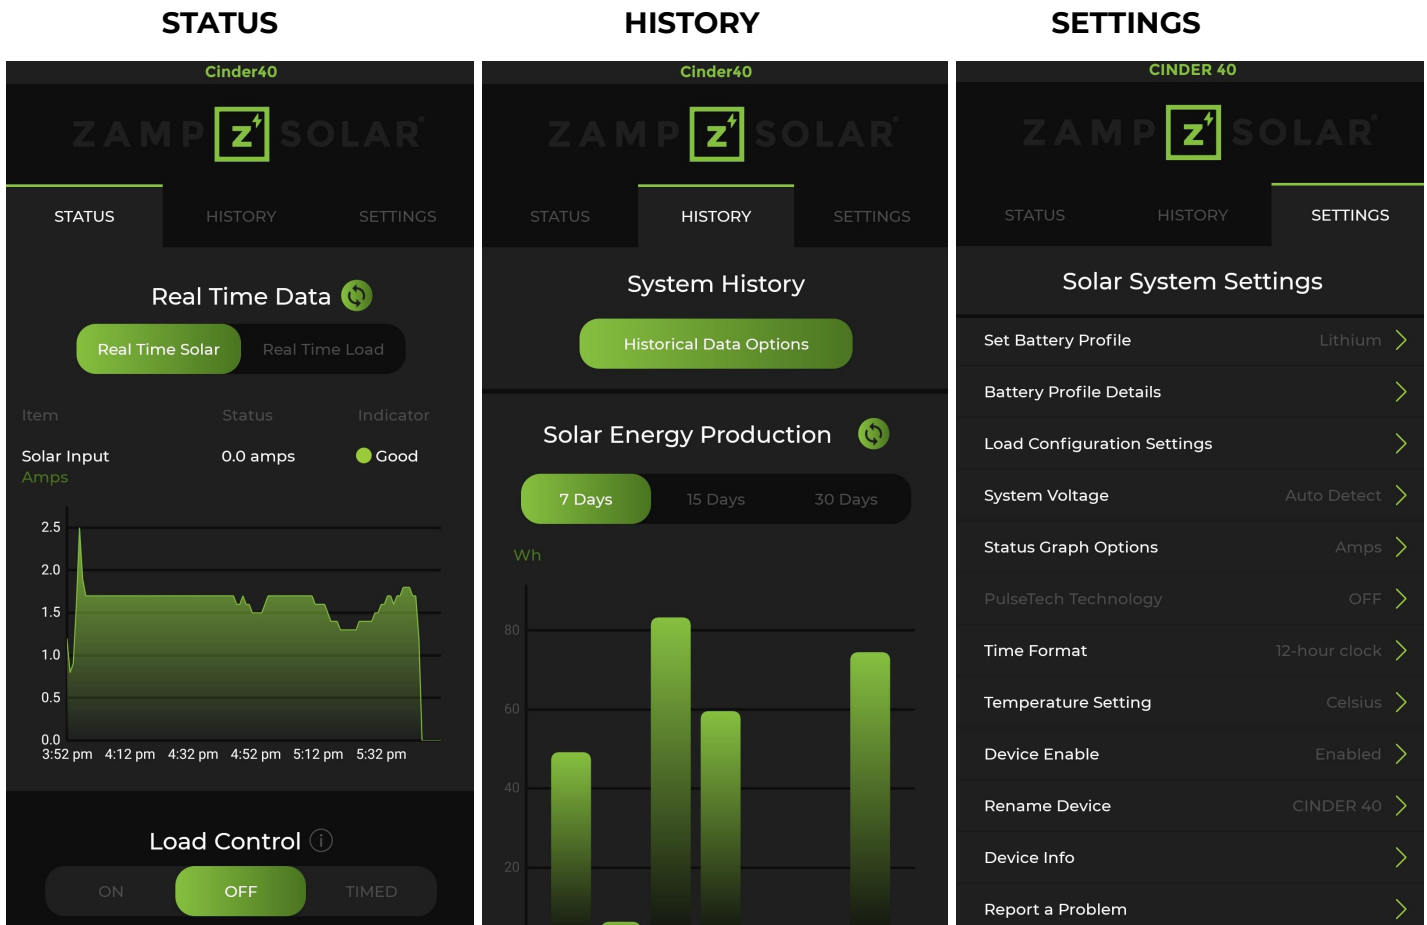 STATUS
Cinder40
ZAMP Z SOLAR®
STATUS HISTORY SETTINGS
Real Time Data
Real Time Solar Real Time Load
Item Status Indicator
Solar Input 0.0 amps Good
Amps
2.5
2.0
1.5
1.0
0.5
0.0
3:52 pm 4:12 pm 4:32 pm 4:52 pm 5:12 pm 5:32 pm
Load Control i
ON OFF TIMED
HISTORY
Cinder40
ZAMP Z SOLAR®
STATUS HISTORY SETTINGS
System History
Historical Data Options
Solar Energy Production
7 Days 15 Days 30 Days
Wh
80
60
40
20
SETTINGS
CINDER 40
ZAMP Z SOLAR®
STATUS HISTORY SETTINGS
Solar System Settings
Set Battery Profile Lithium
Battery Profile Details
Load Configuration Settings
System Voltage Auto Detect
Status Graph Options Amps
PulseTech Technology OFF
Time Format 12-hour clock
Temperature Setting Celsius
Device Enable Enabled
Rename Device CINDER 40
Device Info
Report a Problem